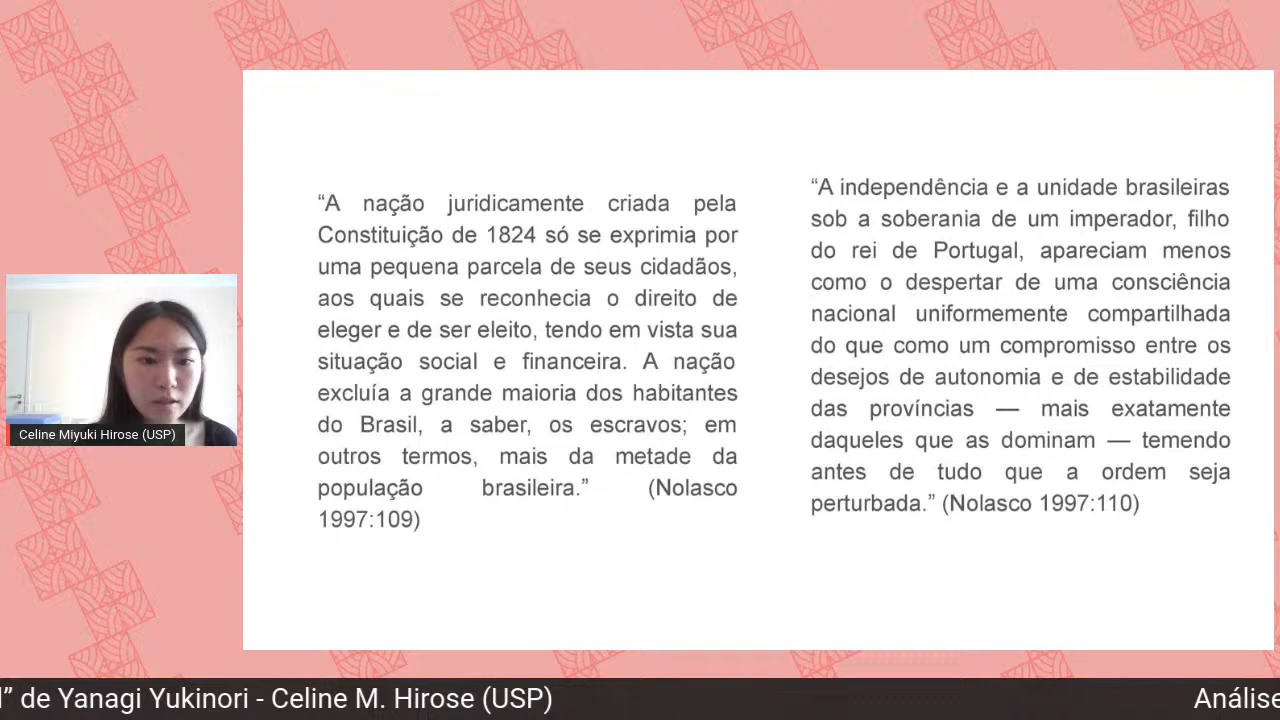 “A nação juridicamente criada pela
Constituição de 1824 só se exprimia por
uma pequena parcela de seus cidadãos,
aos quais se reconhecia o direito de
eleger e de ser eleito, tendo em vista sua
situação social e financeira. A nação
excluía a grande maioria dos habitantes
do Brasil, a saber, os escravos; em
outros termos, mais da metade da
população brasileira.” (Nolasco
1997:109)
“A independência e a unidade brasileiras
sob a soberania de um imperador, filho
do rei de Portugal, apareciam menos
como o despertar de uma consciência
nacional uniformemente compartilhada
do que como um compromisso entre os
desejos de autonomia e de estabilidade
das províncias — mais exatamente
daqueles que as dominam — temendo
antes de tudo que a ordem seja
perturbada.” (Nolasco 1997:110)
Celine Miyuki Hirose (USP)
” de Yanagi Yukinori - Celine M. Hirose (USP) Análise